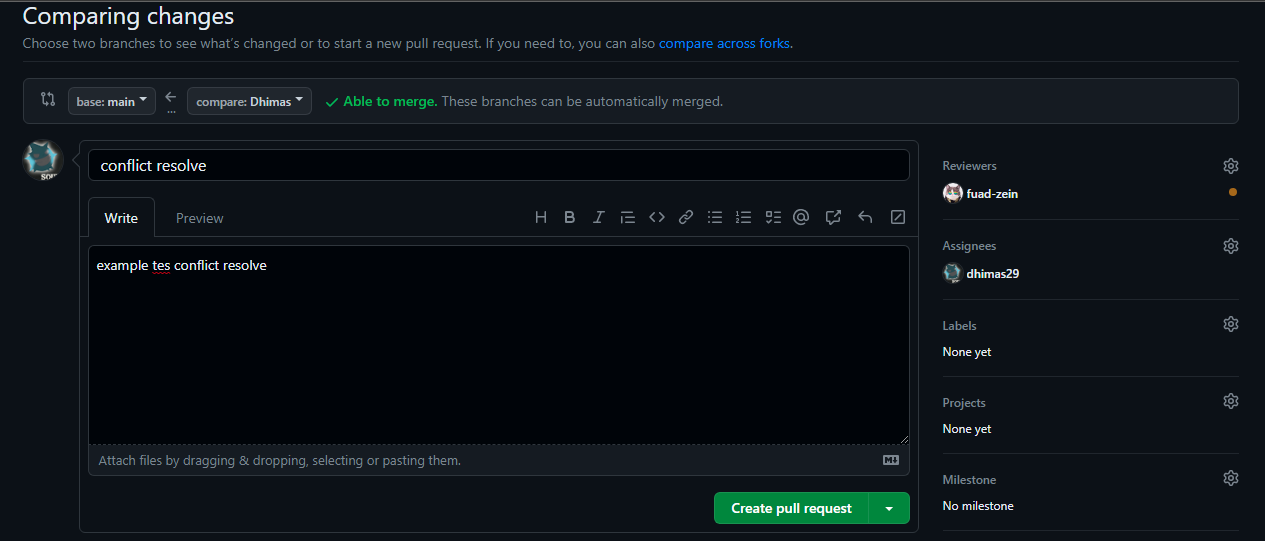 Comparing changes
Choose two branches to see what's changed or to start a new pull request. If you need to, you can also compare across forks.
base: main
...
compare: Dhimas
Able to merge. These branches can be automatically merged.
conflict resolve
Write
Preview
example tes conflict resolve
Attach files by dragging & dropping, selecting or pasting them.
Create pull request
Reviewers
fuad-zein
Assignees
dhimas29
Labels
None yet
Projects
None yet
Milestone
No milestone